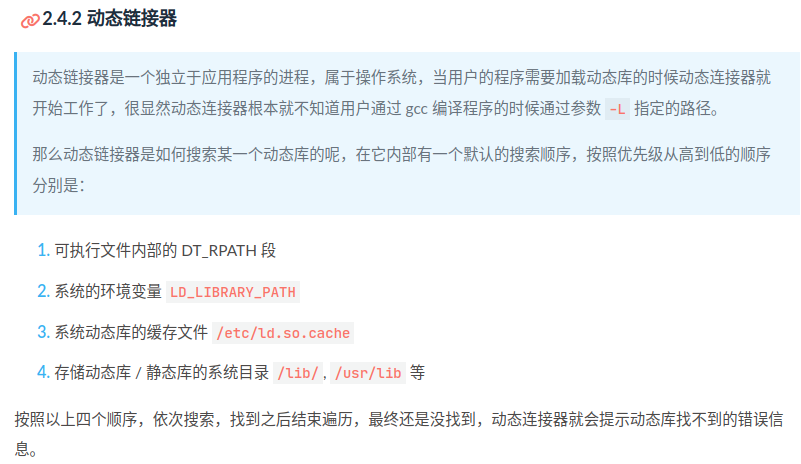 2.4.2 动态链接器
动态链接器是一个独立于应用程序的进程，属于操作系统，当用户的程序需要加载动态库的时候动态连接器就
开始工作了，很显然动态连接器根本就不知道用户通过 gcc 编译程序的时候通过参数 -L 指定的路径。
那么动态链接器是如何搜索某一个动态库的呢，在它内部有一个默认的搜索顺序，按照优先级从高到低的顺序
分别是：
1. 可执行文件内部的 DT_RPATH 段
2. 系统的环境变量 LD_LIBRARY_PATH
3. 系统动态库的缓存文件 /etc/ld.so.cache
4. 存储动态库 / 静态库的系统目录 /lib/, /usr/lib 等
按照以上四个顺序，依次搜索，找到之后结束遍历，最终还是没找到，动态连接器就会提示动态库找不到的错误信
息。